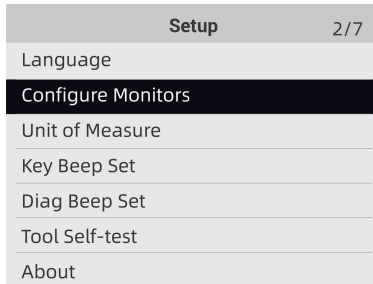 Setup 2/7
Language
Configure Monitors
Unit of Measure
Key Beep Set
Diag Beep Set
Tool Self-test
About